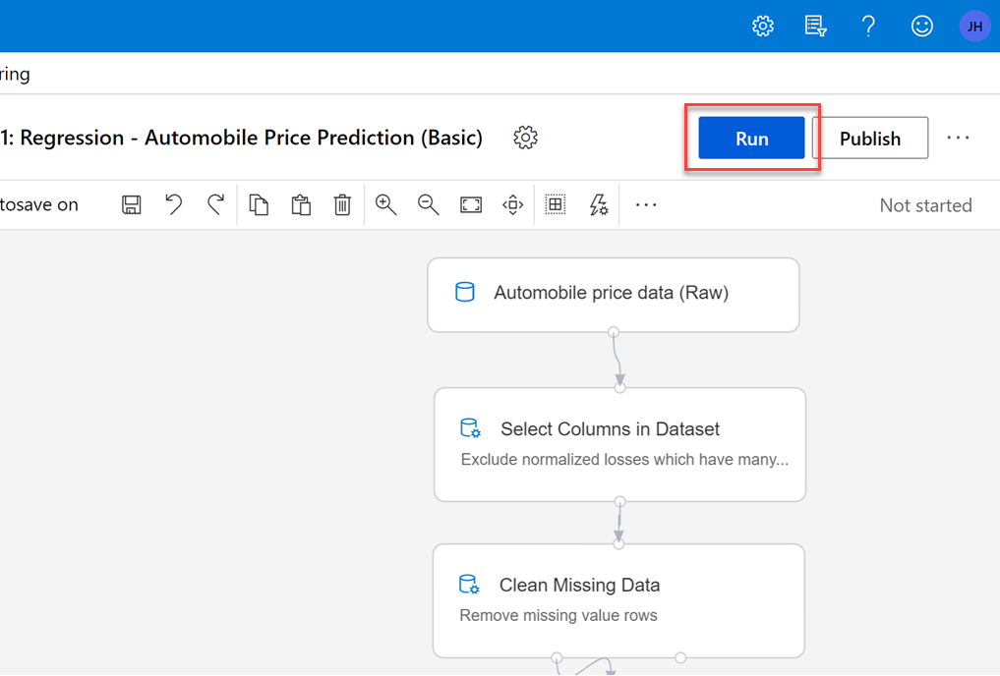 JH
ring
1: Regression - Automobile Price Prediction (Basic)
Run
Publish
tosave on
Not started
Automobile price data (Raw)
Select Columns in Dataset
Exclude normalized losses which have many...
Clean Missing Data
Remove missing value rows